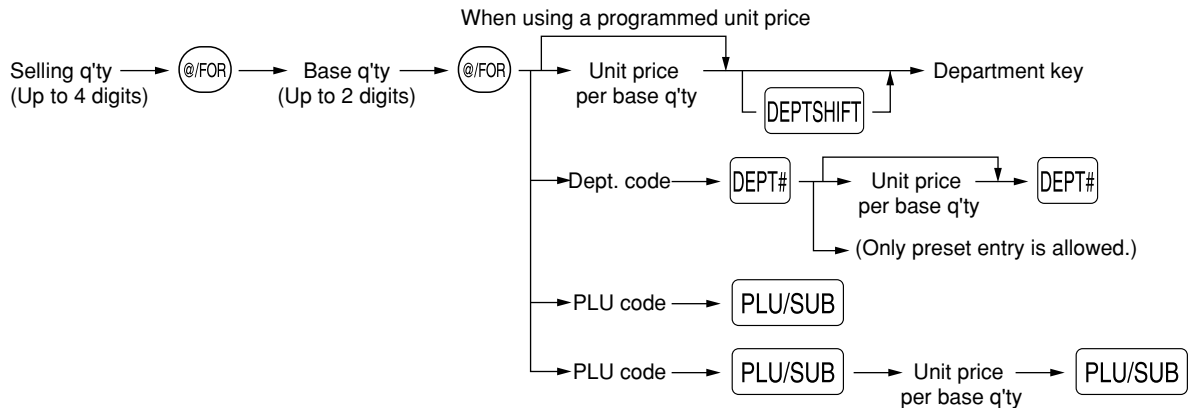 When using a programmed unit price
Selling q'ty
(Up to 4 digits)
@/FOR
Base q'ty
(Up to 2 digits)
@/FOR
Unit price
per base q'ty
DEPTSHIFT
Department key
Dept. code
DEPT#
Unit price
per base q'ty
DEPT#
(Only preset entry is allowed.)
PLU code
PLU/SUB
PLU code
PLU/SUB
Unit price
per base q'ty
PLU/SUB